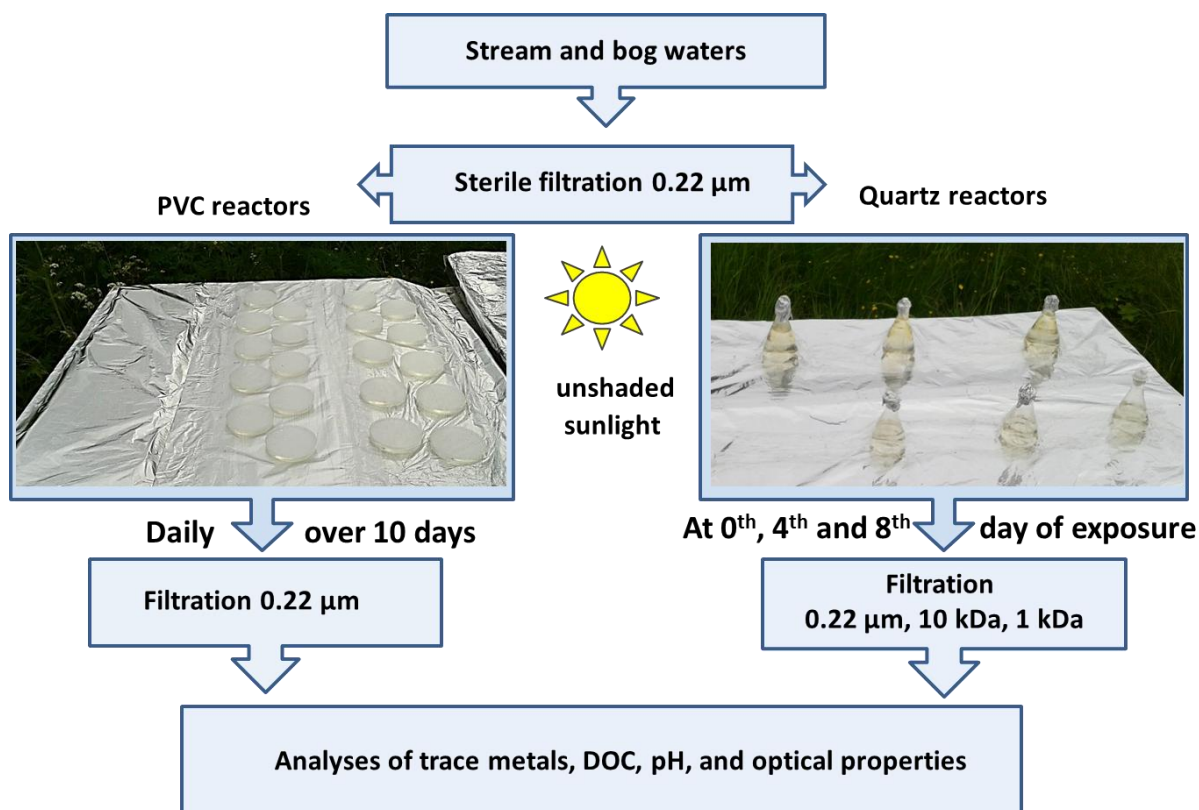 Stream and bog waters
Sterile filtration 0.22 µm
PVC reactors
Quartz reactors
unshaded
sunlight
Daily over 10 days
At 0th, 4th and 8th day of exposure
Filtration 0.22 µm
Filtration
0.22 µm, 10 kDa, 1 kDa
Analyses of trace metals, DOC, pH, and optical properties